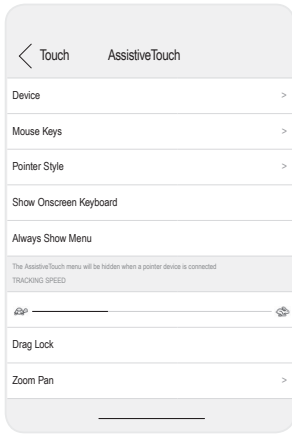 Touch AssistiveTouch
Device >
Mouse Keys >
Pointer Style >
Show Onscreen Keyboard
Always Show Menu
The AssistiveTouch menu will be hidden when a pointer device is connected
TRACKING SPEED
Drag Lock
Zoom Pan >